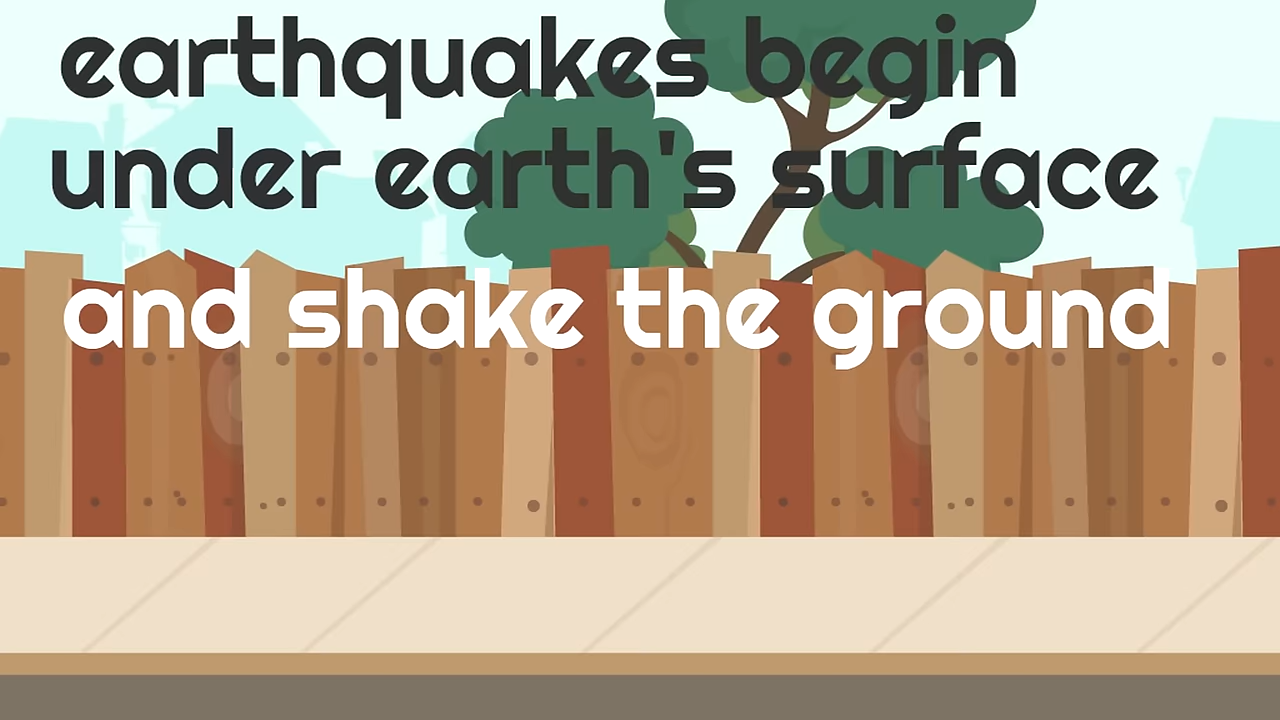 earthquakes begin
under earth's surface
and shake the ground